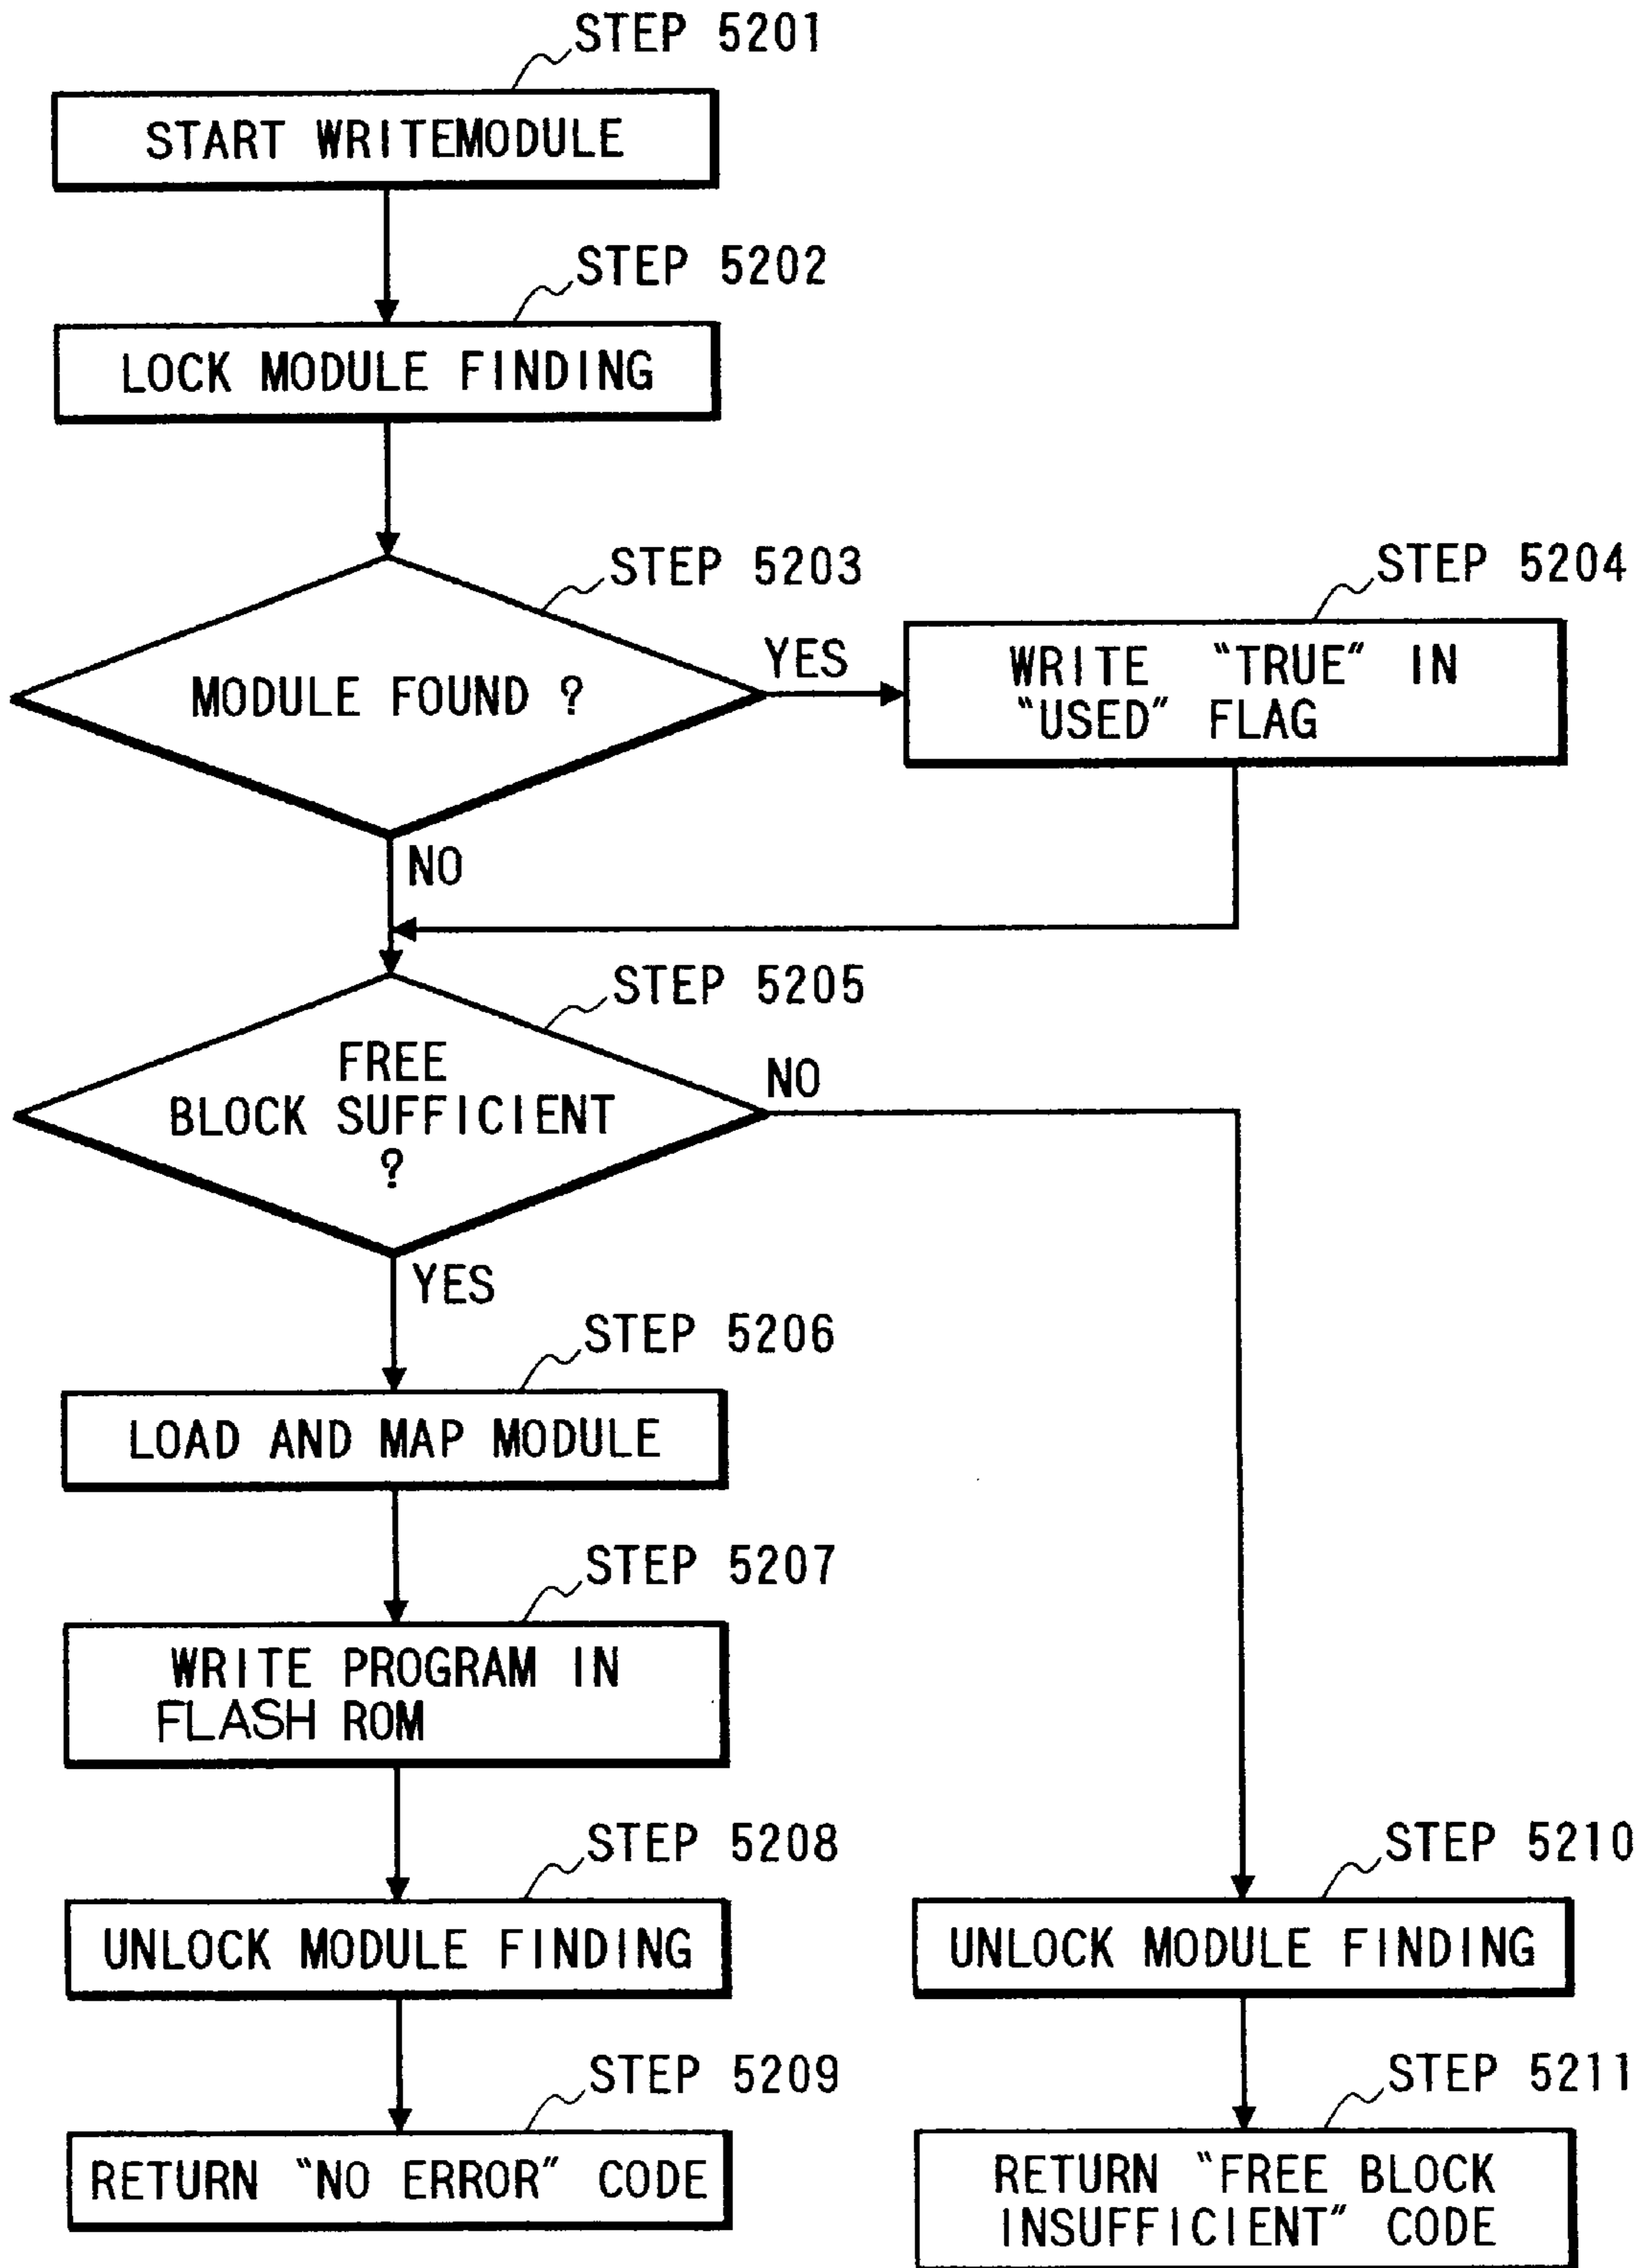 STEP 5201
START WRITEMODULE
STEP 5202
LOCK MODULE FINDING
STEP 5203
MODULE FOUND ?
YES
STEP 5204
WRITE “TRUE” IN
“USED” FLAG
NO
STEP 5205
FREE
BLOCK SUFFICIENT
?
NO
YES
STEP 5206
LOAD AND MAP MODULE
STEP 5207
WRITE PROGRAM IN
FLASH ROM
STEP 5208
UNLOCK MODULE FINDING
STEP 5210
UNLOCK MODULE FINDING
STEP 5209
RETURN “NO ERROR” CODE
STEP 5211
RETURN “FREE BLOCK
INSUFFICIENT” CODE